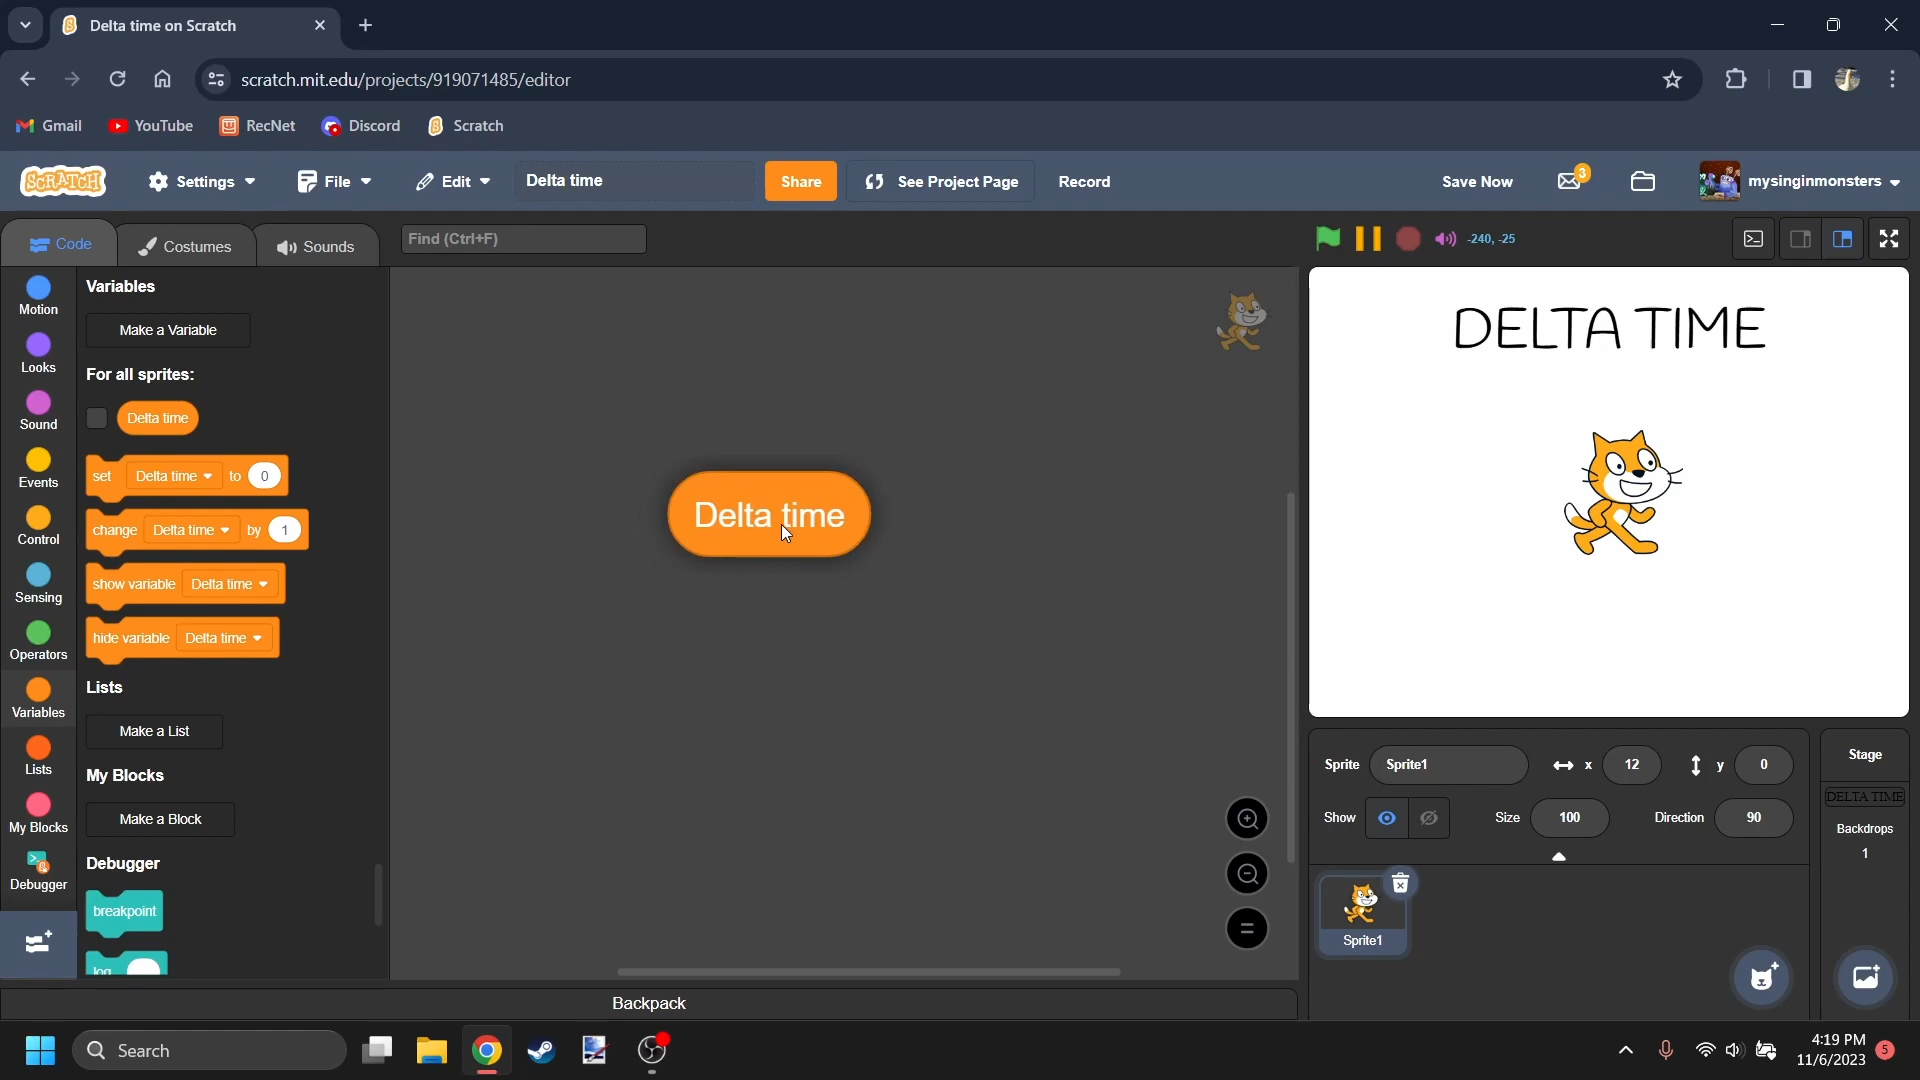 Delta time on Scratch
scratch.mit.edu/projects/919071485/editor
Gmail
YouTube
RecNet
Discord
Scratch
SCRATCH
Settings
File
Edit
Delta time
Share
See Project Page
Record
Save Now
3
mysinginmonsters
Code
Costumes
Sounds
Find (Ctrl+F)
-240, -25
Motion
Looks
Sound
Events
Control
Sensing
Operators
Variables
Lists
My Blocks
Debugger
Variables
Make a Variable
For all sprites:
Delta time
set Delta time to 0
change Delta time by 1
show variable Delta time
hide variable Delta time
Lists
Make a List
My Blocks
Make a Block
Debugger
breakpoint
log
Delta time
DELTA TIME
Sprite Sprite1 x 12 y 0
Show Size 100 Direction 90
Sprite1
Stage
DELTA TIME
Backdrops
1
Backpack
Search
4:19 PM
11/6/2023
5